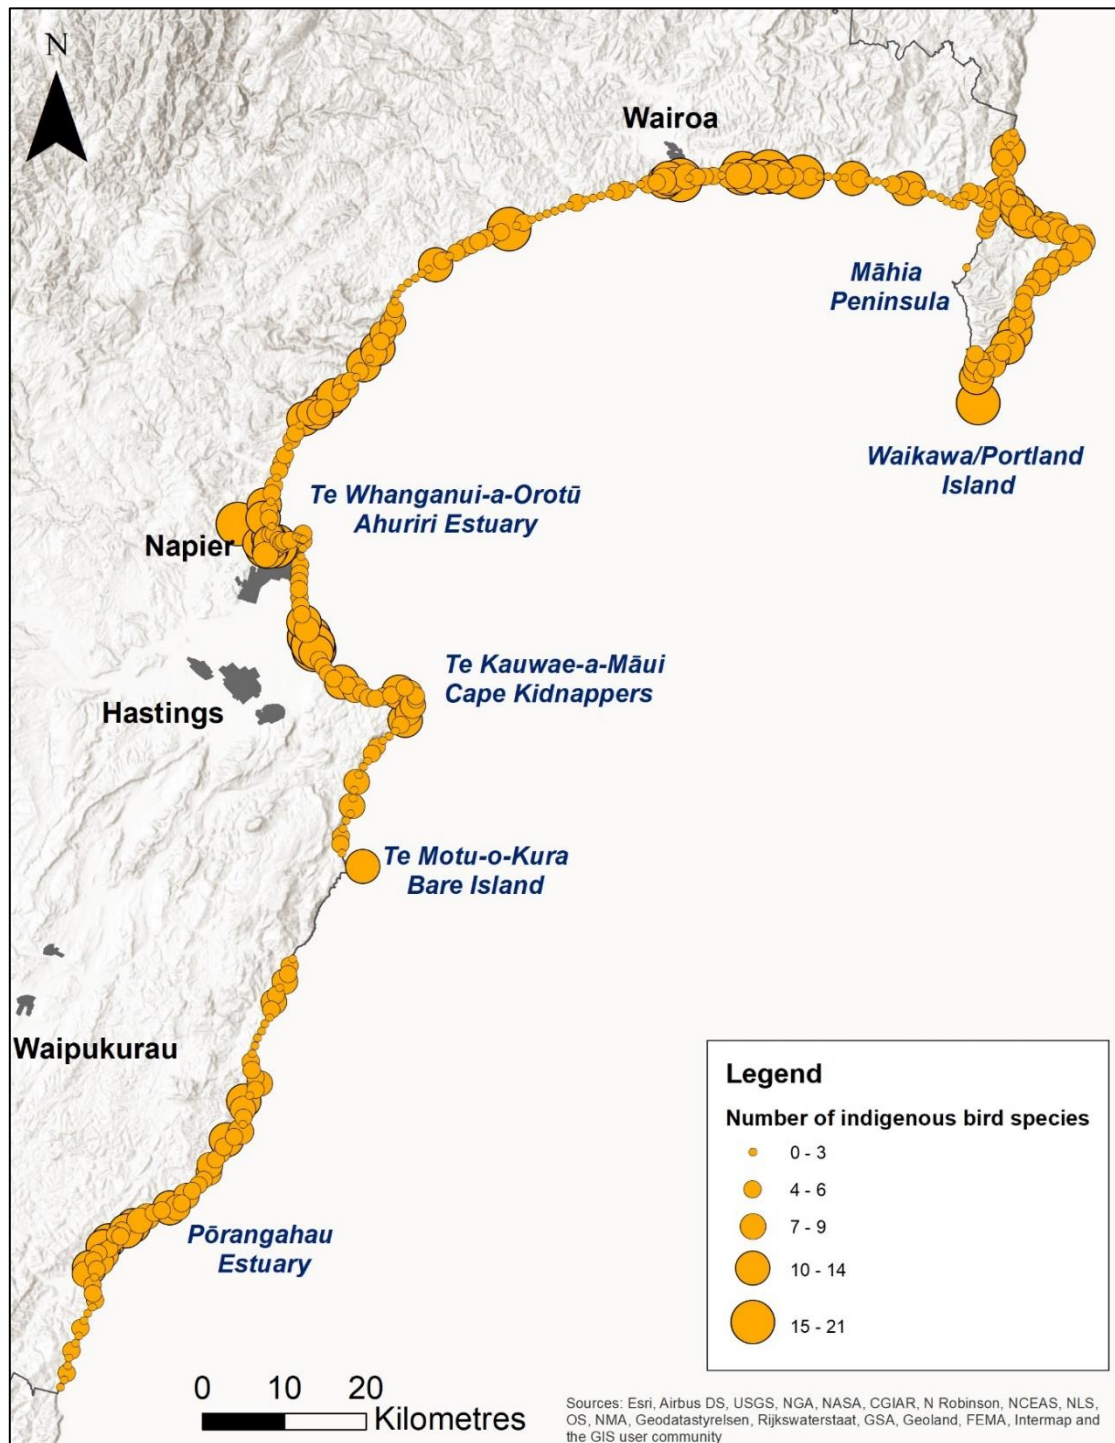 N
Wairoa
Māhia
Peninsula
Waikawa/Portland
Island
Te Whanganui-a-Orotū
Ahuriri Estuary
Napier
Te Kauwae-a-Māui
Cape Kidnappers
Hastings
Te Motu-o-Kura
Bare Island
Waipukurau
Pōrangahau
Estuary
Legend
Number of indigenous bird species
0 - 3
4 - 6
7 - 9
10 - 14
15 - 21
0 10 20
Kilometres
Sources: Esri, Airbus DS, USGS, NGA, NASA, CGIAR, N Robinson, NCEAS, NLS,
OS, NMA, Geodatastyrelsen, Rijkswaterstaat, GSA, Geoland, FEMA, Intermap and
the GIS user community